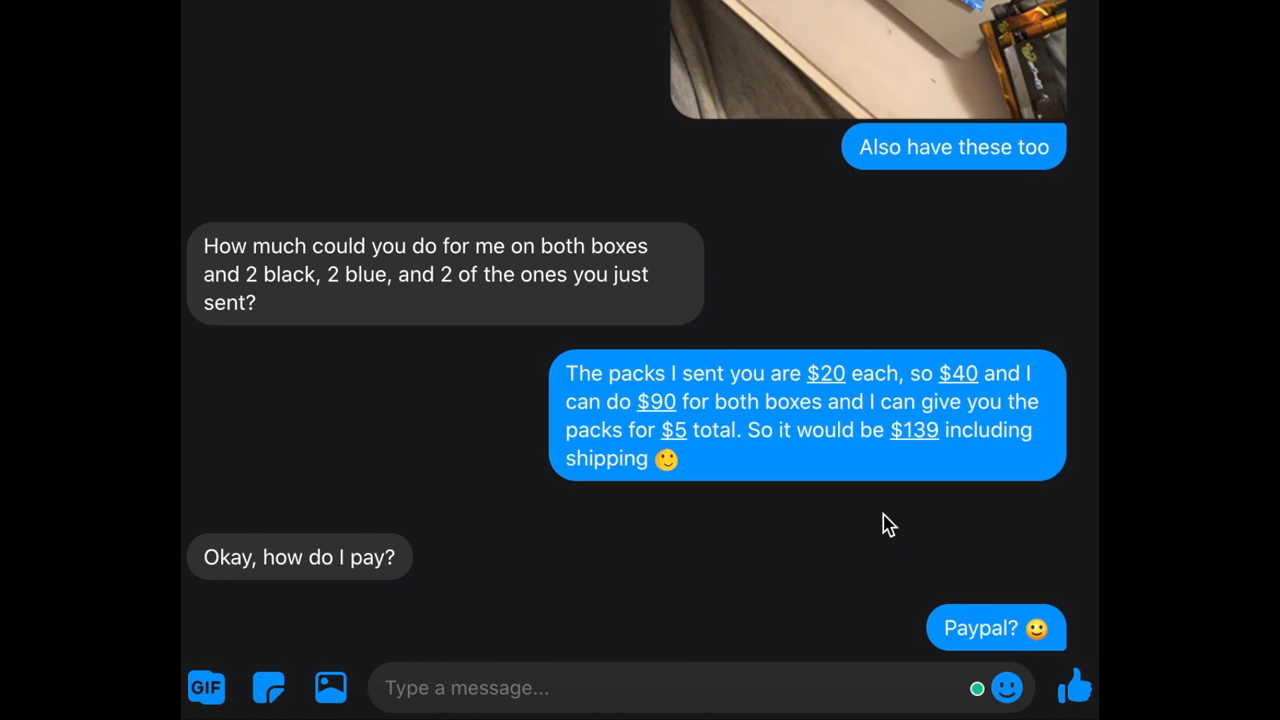 Also have these too
How much could you do for me on both boxes
and 2 black, 2 blue, and 2 of the ones you just
sent?
The packs I sent you are $20 each, so $40 and I
can do $90 for both boxes and I can give you the
packs for $5 total. So it would be $139 including
shipping 🙂
Okay, how do I pay?
Paypal? 🙂
GIF
Type a message...